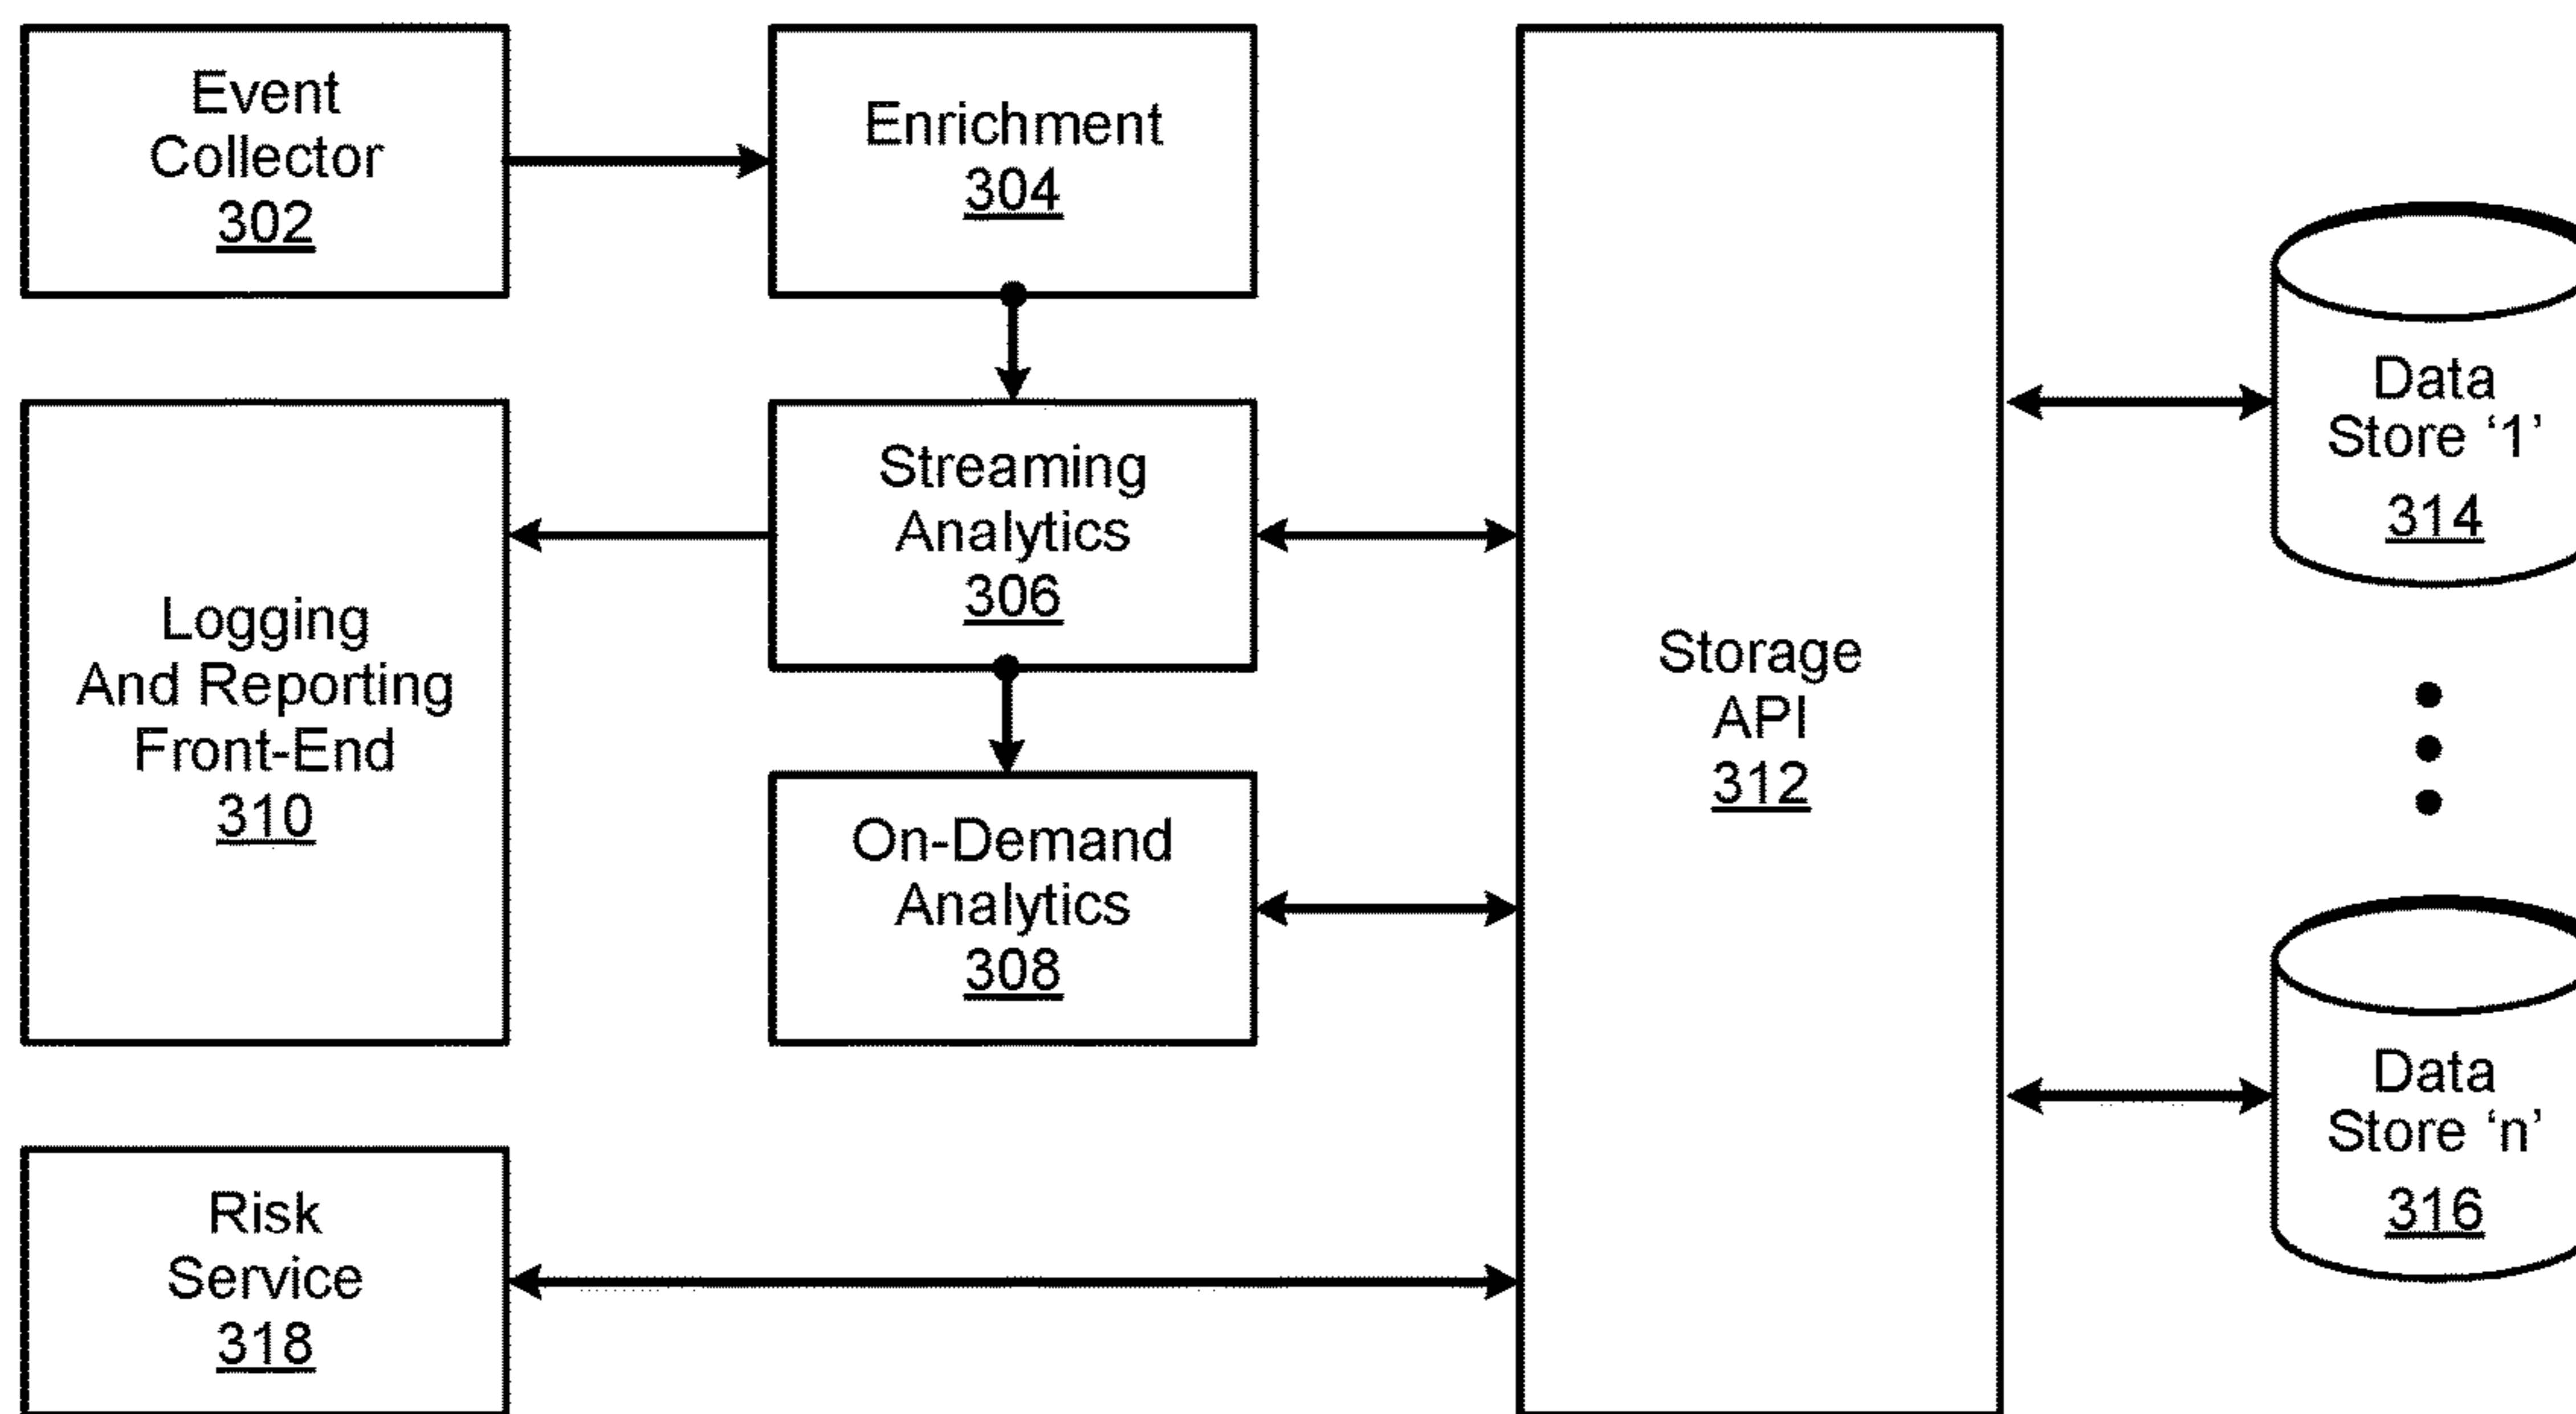 Event
Collector
302
Enrichment
304
Streaming
Analytics
306
Logging
And Reporting
Front-End
310
On-Demand
Analytics
308
Risk
Service
318
Storage
API
312
Data
Store ‘1’
314
Data
Store ‘n’
316